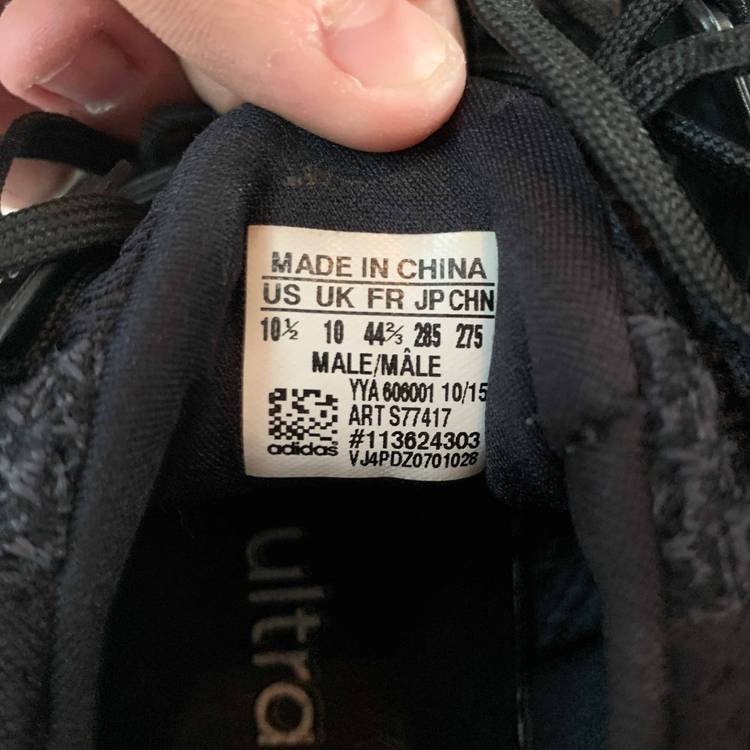 MADE IN CHINA
US UK FR JP CHN
10½ 10 44⅔ 285 275
MALE/MÂLE
YYA 606001 10/15
ART S77417
#113624303
adidas VJ4PDZ0701028
ultra